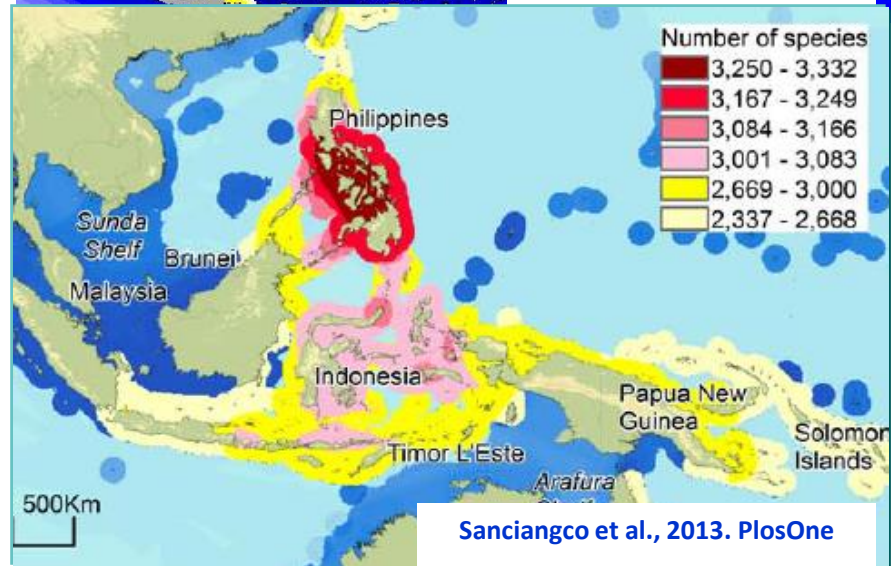 Number of species
3,250 - 3,332
3,167 - 3,249
3,084 - 3,166
3,001 - 3,083
2,669 - 3,000
2,337 - 2,668
Philippines
Sunda
Shelf
Brunei
Malaysia
Indonesia
Papua New
Guinea
Solomon
Islands
Timor L'Este
Arafura
500Km
Sanciangco et al., 2013. PlosOne